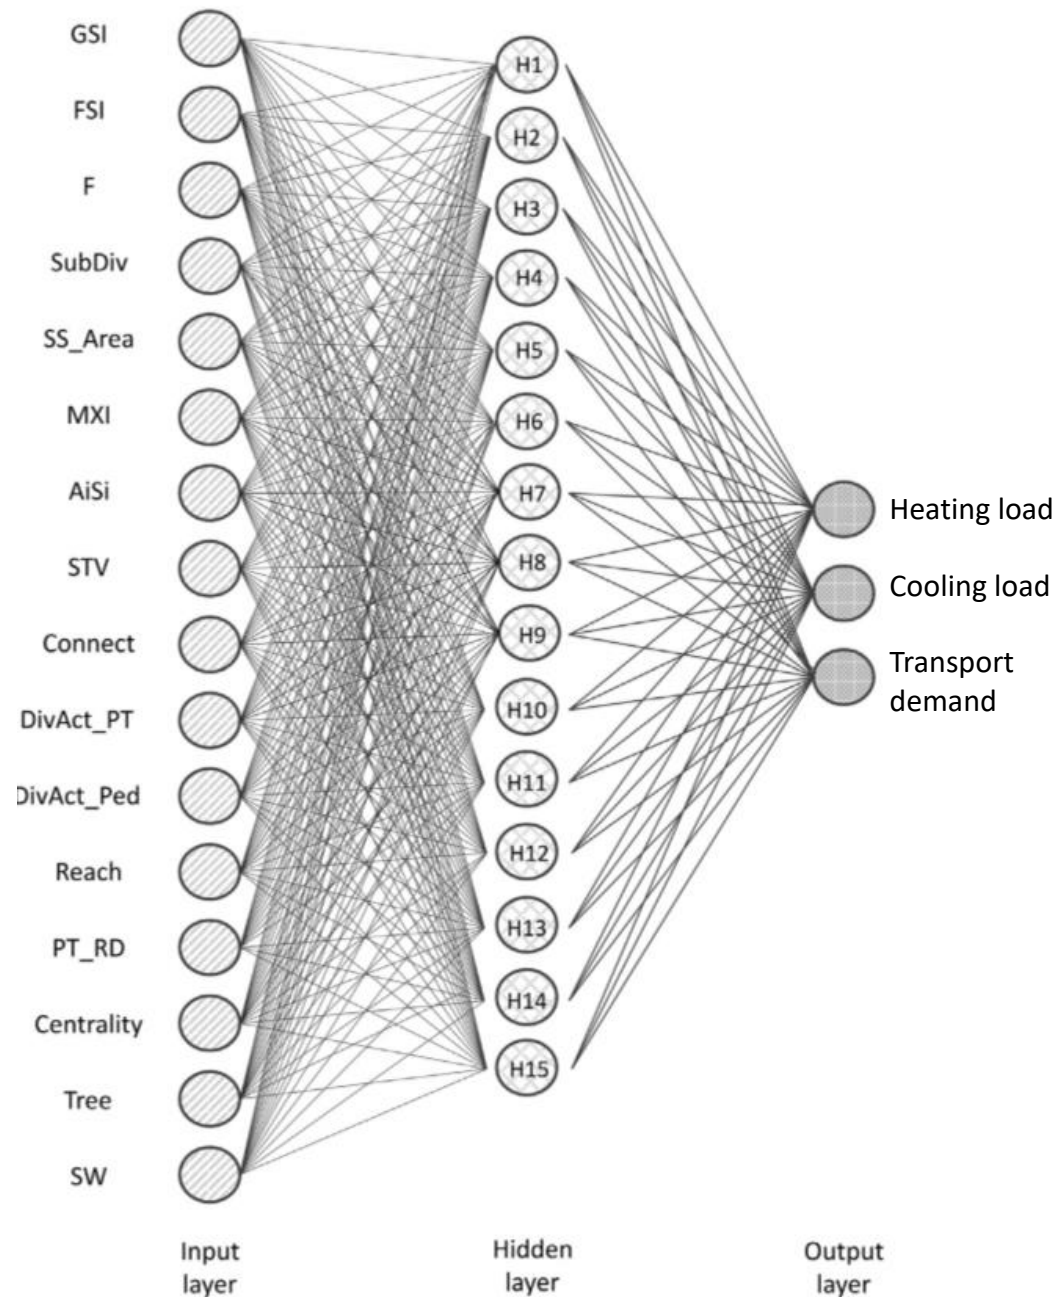 GSI
FSI
F
SubDiv
SS_Area
MXI
AiSi
STV
Connect
DivAct_PT
DivAct_Ped
Reach
PT_RD
Centrality
Tree
SW
H1
H2
H3
H4
H5
H6
H7
H8
H9
H10
H11
H12
H13
H14
H15
Heating load
Cooling load
Transport
demand
Input
layer
Hidden
layer
Output
layer